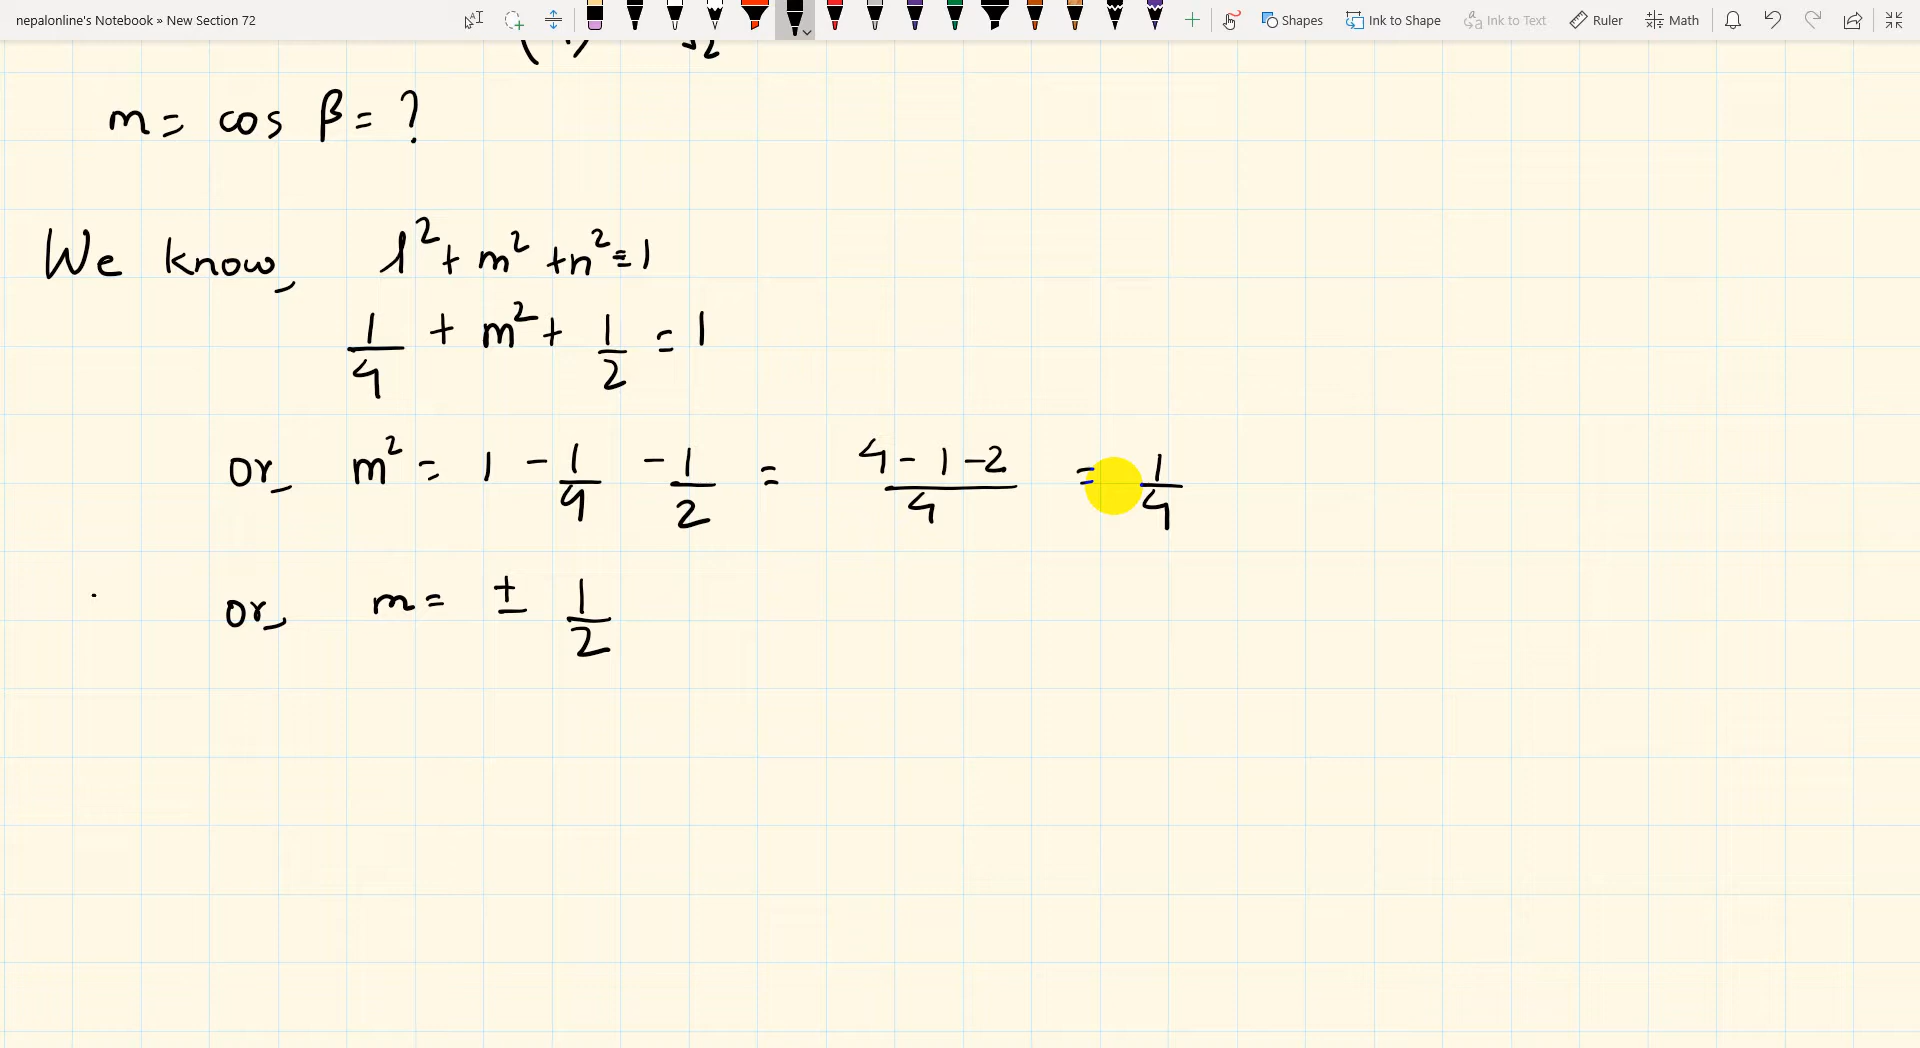 nepalonline's Notebook » New Section 72
Shapes Ink to Shape Ink to Text Ruler Math
m = cos β = ?
We know, l² + m² + n² = 1
1/4 + m² + 1/2 = 1
or, m² = 1 - 1/4 - 1/2 = (4 - 1 - 2)/4 = 1/4
or, m = ± 1/2